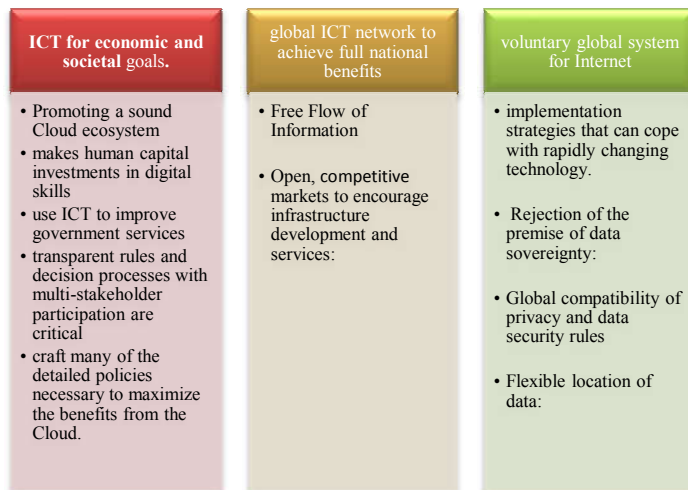 ICT for economic and
societal goals.
• Promoting a sound
Cloud ecosystem
• makes human capital
investments in digital
skills
• use ICT to improve
government services
• transparent rules and
decision processes with
multi-stakeholder
participation are
critical
• craft many of the
detailed policies
necessary to maximize
the benefits from the
Cloud.
global ICT network to
achieve full national
benefits
• Free Flow of
Information
• Open, competitive
markets to encourage
infrastructure
development and
services:
voluntary global system
for Internet
• implementation
strategies that can cope
with rapidly changing
technology.
• Rejection of the
premise of data
sovereignty:
• Global compatibility of
privacy and data
security rules
• Flexible location of
data: